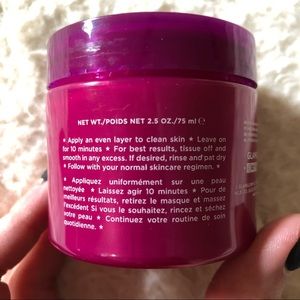 NET WT./POIDS NET 2.5 OZ./75 ml ℮
★ Apply an even layer to clean skin ★ Leave on
for 10 minutes ★ For best results, tissue off and
smooth in any excess. If desired, rinse and pat dry
★ Follow with your normal skincare regimen. ★
★ Appliquez uniformément sur une peau
nettoyée ★ Laissez agir 10 minutes ★ Pour de
meilleurs résultats, retirez le masque et massez
l'excédent Si vous le souhaitez, rincez et séchez
votre peau ★ Continuez votre routine de soin
quotidienne. ★
GLAM